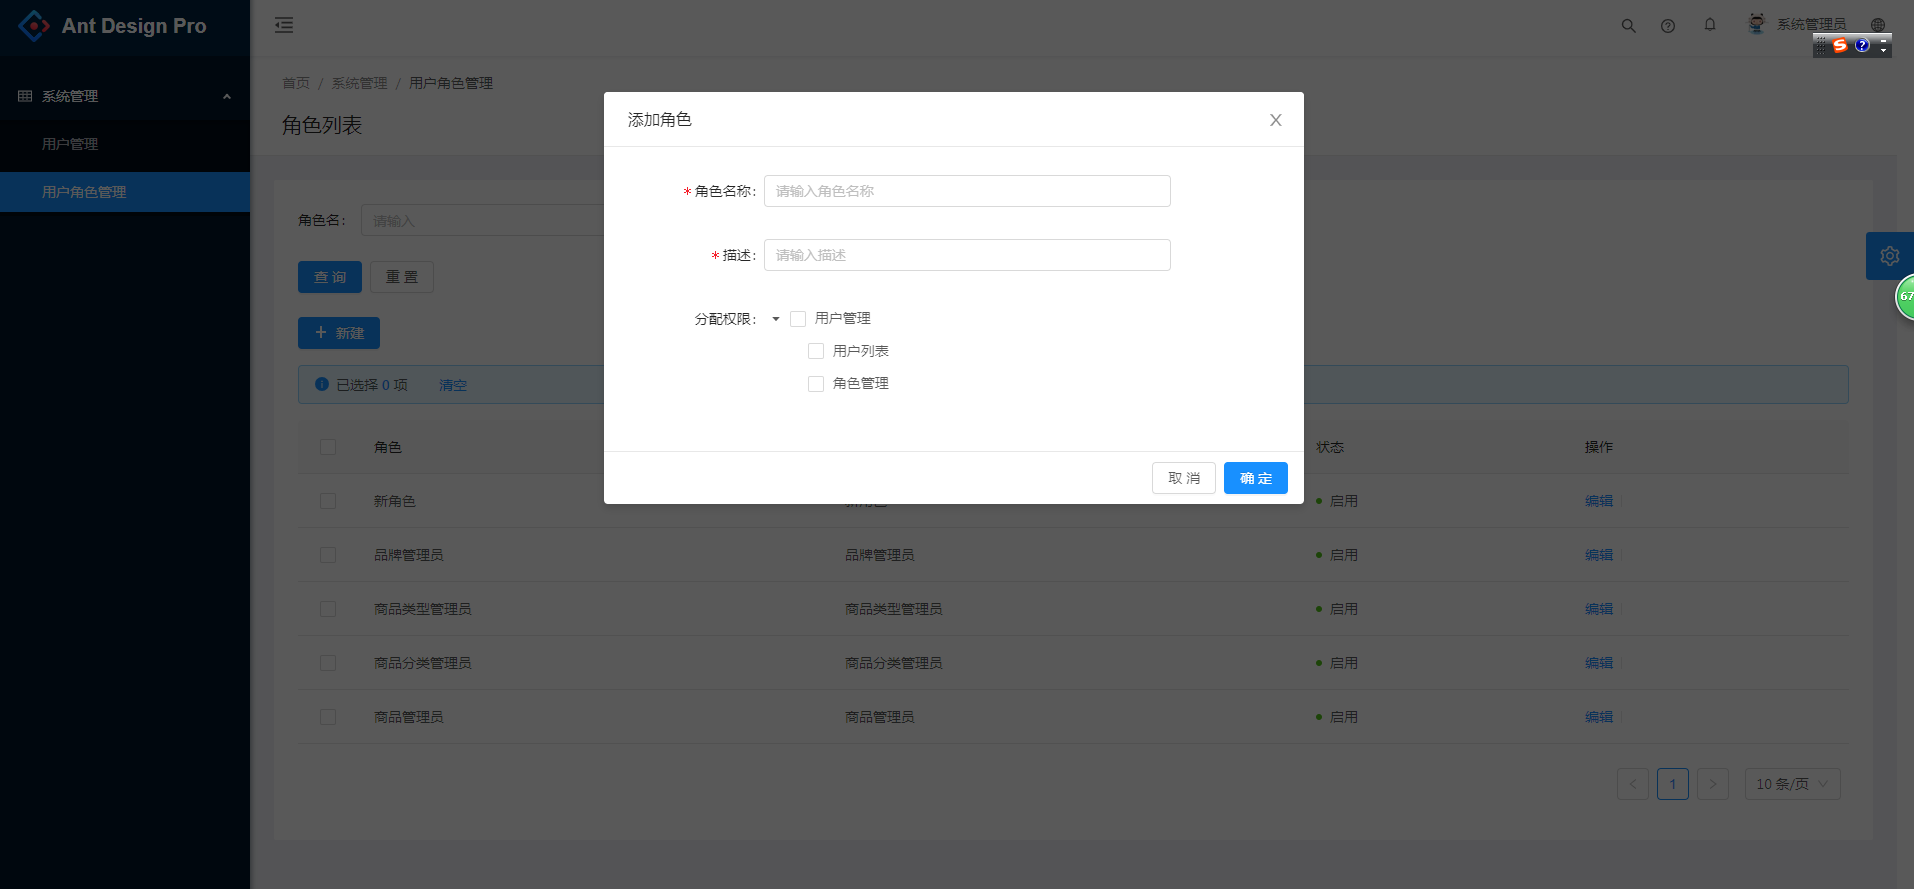 Ant Design Pro
系统管理员
系统管理
用户管理
用户角色管理
首页 / 系统管理 / 用户角色管理
角色列表
角色名:
请输入
查 询
重 置
+ 新建
已选择 0 项 清空
添加角色
X
* 角色名称: 请输入角色名称
* 描述: 请输入描述
分配权限: 用户管理
用户列表
角色管理
取 消
确 定
67
角色 状态 操作
新角色 新角色 启用 编辑
品牌管理员 品牌管理员 启用 编辑
商品类型管理员 商品类型管理员 启用 编辑
商品分类管理员 商品分类管理员 启用 编辑
商品管理员 商品管理员 启用 编辑
< 1 > 10 条/页